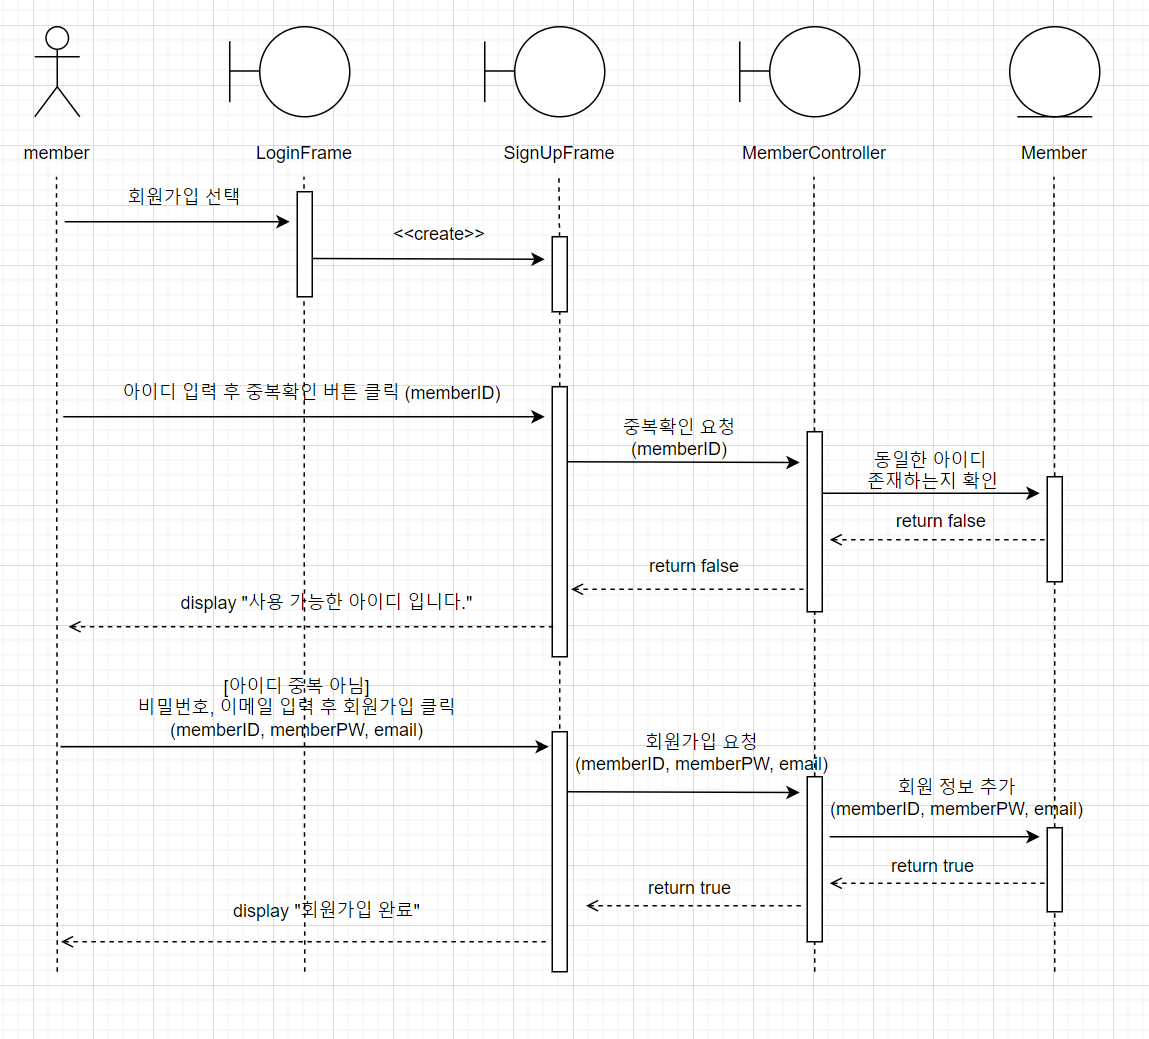 member
LoginFrame
SignUpFrame
MemberController
Member
회원가입 선택
<<create>>
아이디 입력 후 중복확인 버튼 클릭 (memberID)
중복확인 요청
(memberID)
동일한 아이디
존재하는지 확인
return false
return false
display "사용 가능한 아이디 입니다."
[아이디 중복 아님]
비밀번호, 이메일 입력 후 회원가입 클릭
(memberID, memberPW, email)
회원가입 요청
(memberID, memberPW, email)
회원 정보 추가
(memberID, memberPW, email)
return true
return true
display "회원가입 완료"